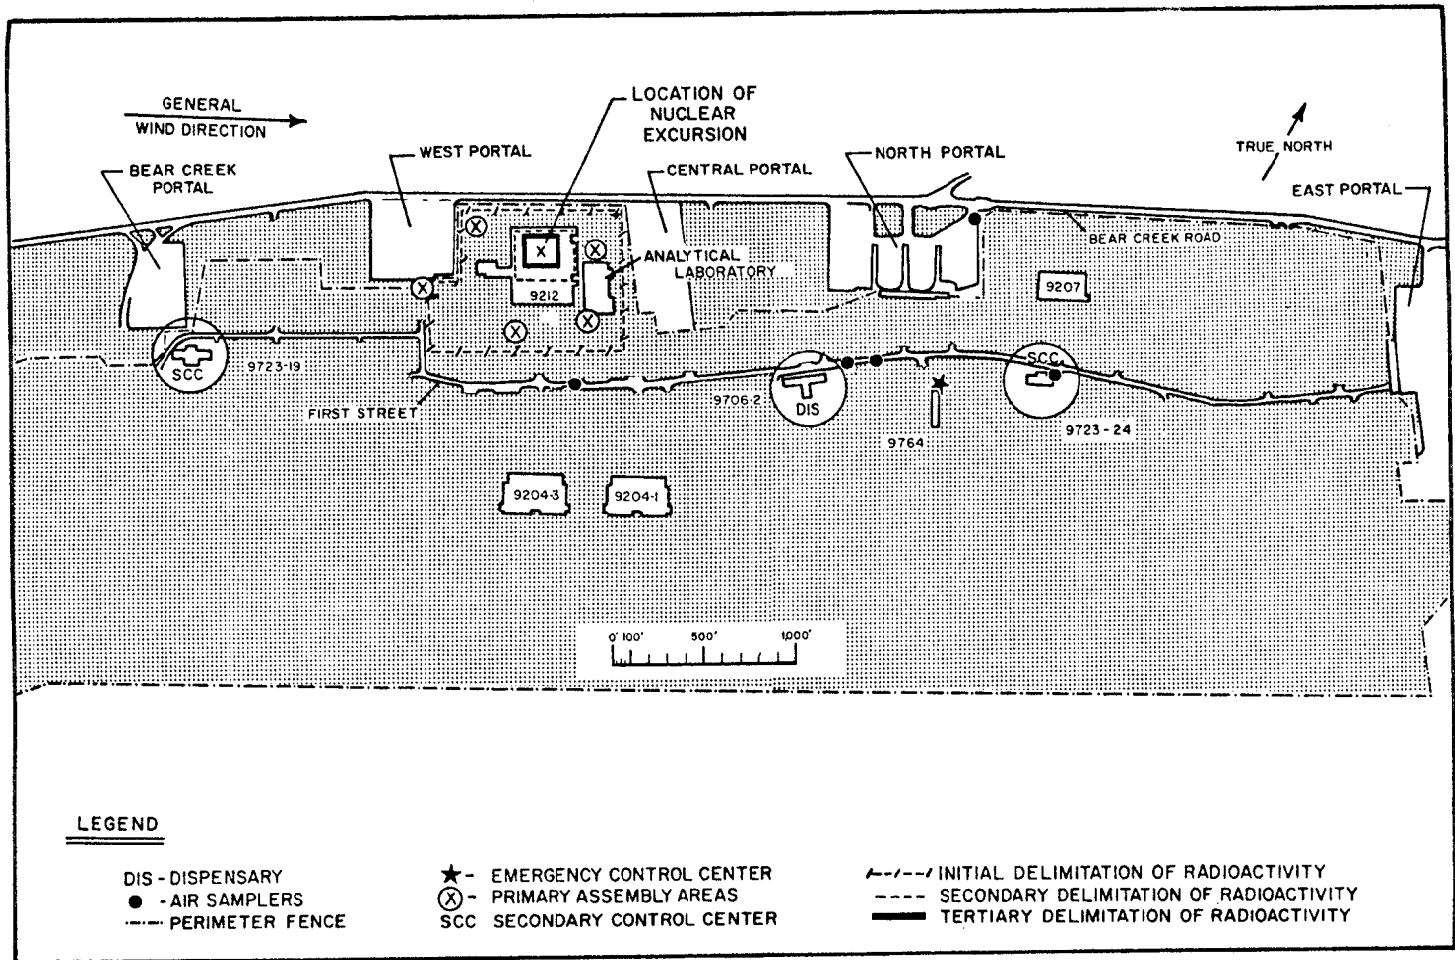 GENERAL
WIND DIRECTION
LOCATION OF
NUCLEAR
EXCURSION
TRUE NORTH
BEAR CREEK
PORTAL
WEST PORTAL
CENTRAL PORTAL
NORTH PORTAL
EAST PORTAL
BEAR CREEK ROAD
X
X
X
ANALYTICAL
LABORATORY
9212
9207
X
X
X
SCC
9723-19
FIRST STREET
9706-2
DIS
9764
SCC
9723-24
9204-3
9204-1
0' 100' 500' 1,000'
LEGEND
DIS - DISPENSARY
- AIR SAMPLERS
- PERIMETER FENCE
★ - EMERGENCY CONTROL CENTER
X - PRIMARY ASSEMBLY AREAS
SCC SECONDARY CONTROL CENTER
INITIAL DELIMITATION OF RADIOACTIVITY
SECONDARY DELIMITATION OF RADIOACTIVITY
TERTIARY DELIMITATION OF RADIOACTIVITY